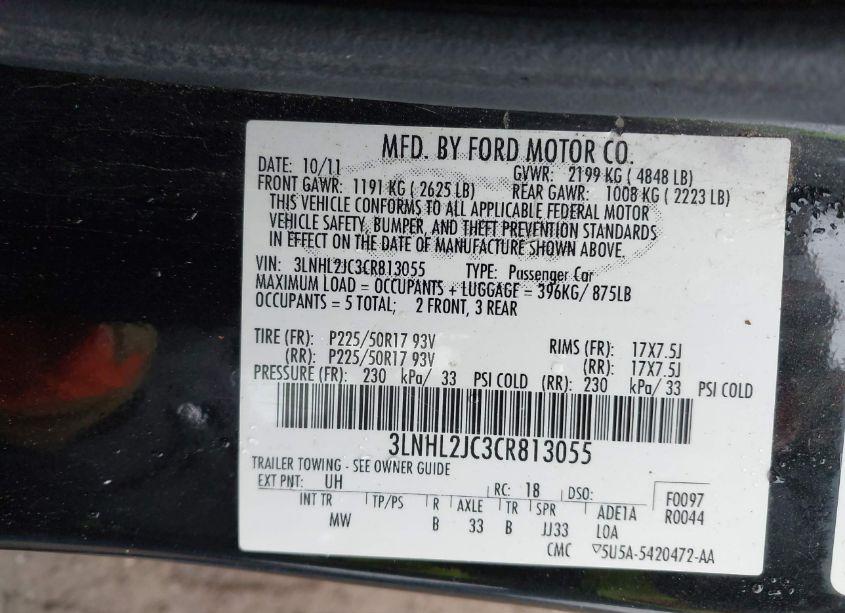 MFD. BY FORD MOTOR CO.
DATE: 10/11 GVWR: 2199 KG ( 4848 LB)
FRONT GAWR: 1191 KG ( 2625 LB) REAR GAWR: 1008 KG ( 2223 LB)
THIS VEHICLE CONFORMS TO ALL APPLICABLE FEDERAL MOTOR
VEHICLE SAFETY, BUMPER, AND THEFT PREVENTION STANDARDS
IN EFFECT ON THE DATE OF MANUFACTURE SHOWN ABOVE.
VIN: 3LNHL2JC3CR813055 TYPE: Passenger Car
MAXIMUM LOAD = OCCUPANTS + LUGGAGE = 396KG/ 875LB
OCCUPANTS = 5 TOTAL; 2 FRONT, 3 REAR
TIRE (FR): P225/50R17 93V RIMS (FR): 17X7.5J
(RR): P225/50R17 93V (RR): 17X7.5J
PRESSURE (FR): 230 kPa/ 33 PSI COLD (RR): 230 kPa/ 33 PSI COLD
3LNHL2JC3CR813055
TRAILER TOWING - SEE OWNER GUIDE
EXT PNT: UH RC: 18 DSO: F0097
INT TR TP/PS R AXLE TR SPR ADE1A R0044
MW B 33 B JJ33 LOA
CMC ▽5U5A-5420472-AA